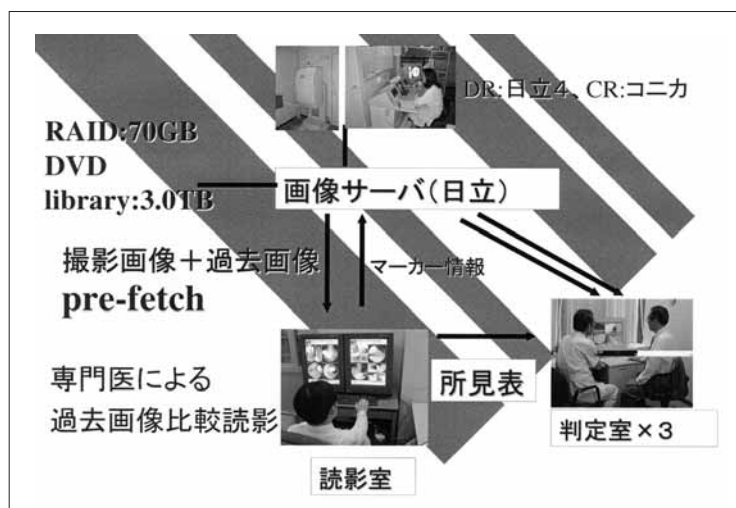 DR:日立4、CR:コニカ
RAID:70GB
DVD
library:3.0TB
画像サーバ(日立)
撮影画像+過去画像
pre-fetch
マーカー情報
専門医による
過去画像比較読影
所見表
読影室
判定室×3